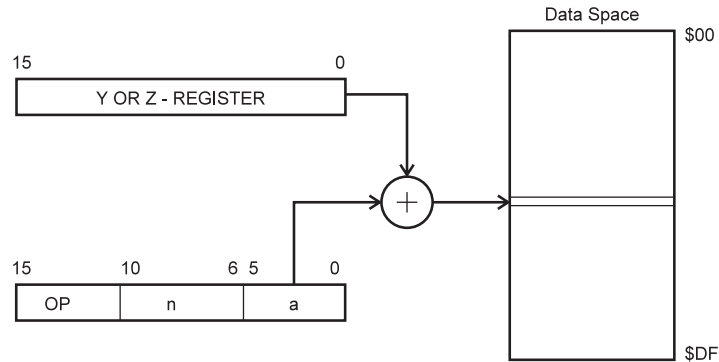 Data Space
$00
15 0
Y OR Z - REGISTER
+
15 10 6 5 0
OP n a
$DF